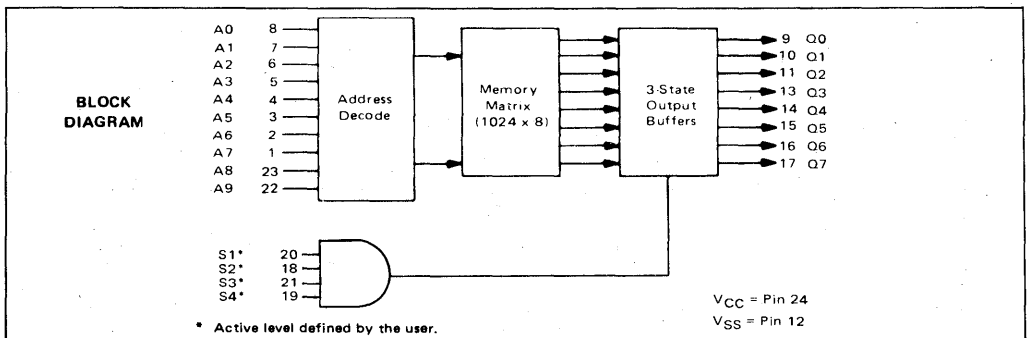 BLOCK
DIAGRAM
A0 8
A1 7
A2 6
A3 5
A4 4
A5 3
A6 2
A7 1
A8 23
A9 22
Address
Decode
Memory
Matrix
(1024 x 8)
3-State
Output
Buffers
9 Q0
10 Q1
11 Q2
13 Q3
14 Q4
15 Q5
16 Q6
17 Q7
S1* 20
S2* 18
S3* 21
S4* 19
* Active level defined by the user.
VCC = Pin 24
VSS = Pin 12